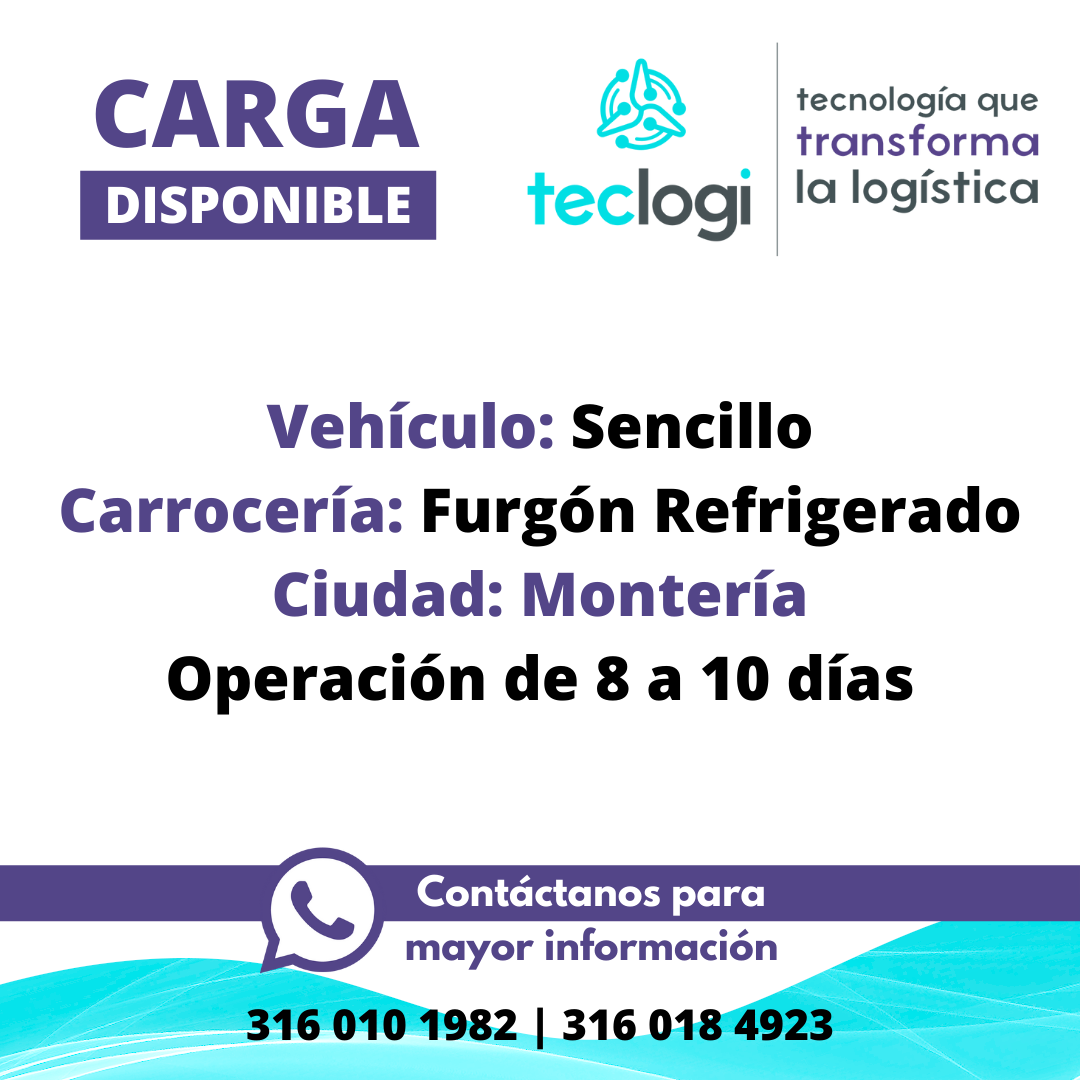 CARGA
DISPONIBLE
teclogi
tecnología que
transforma
la logística
Vehículo: Sencillo
Carrocería: Furgón Refrigerado
Ciudad: Montería
Operación de 8 a 10 días
Contáctanos para
mayor información
316 010 1982 | 316 018 4923